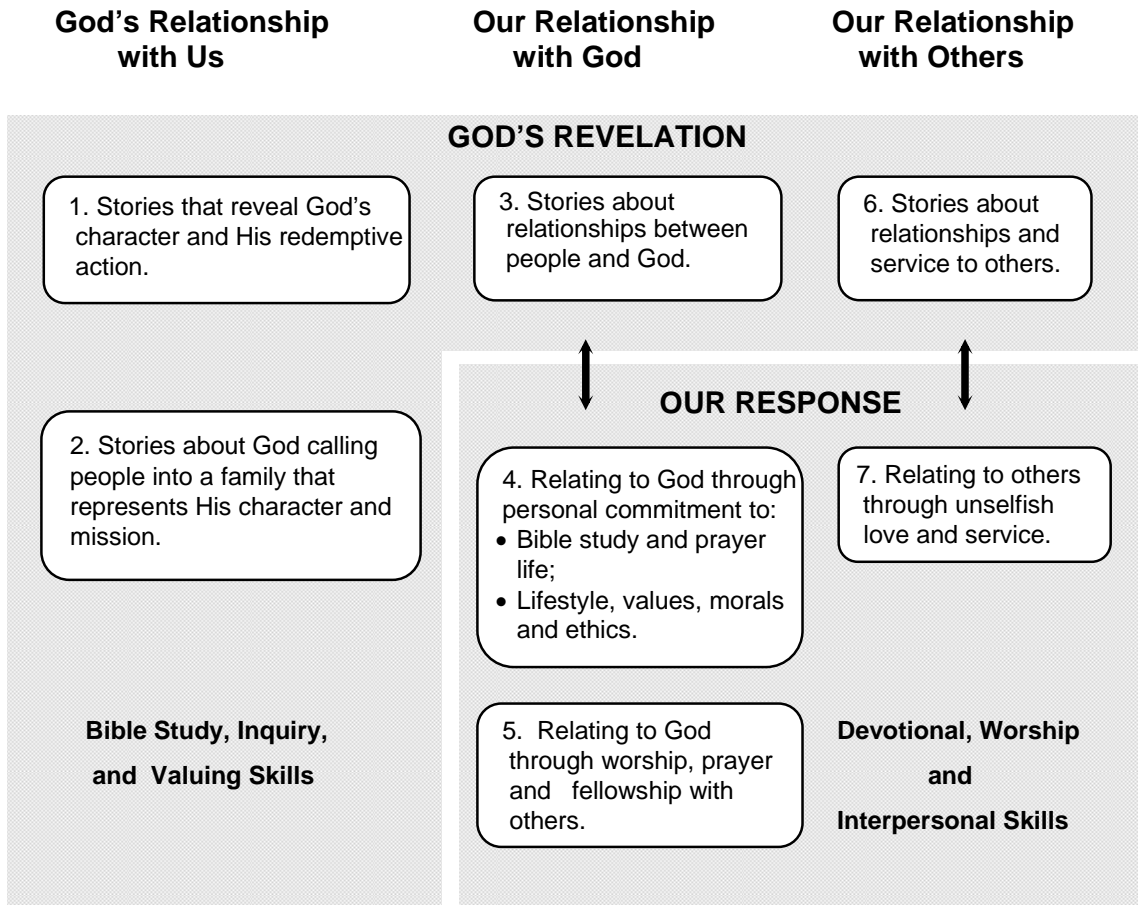 God's Relationship
with Us
Our Relationship
with God
Our Relationship
with Others
GOD'S REVELATION
1. Stories that reveal God's
character and His redemptive
action.
3. Stories about
relationships between
people and God.
6. Stories about
relationships and
service to others.
2. Stories about God calling
people into a family that
represents His character and
mission.
OUR RESPONSE
4. Relating to God through
personal commitment to:
• Bible study and prayer
life;
• Lifestyle, values, morals
and ethics.
7. Relating to others
through unselfish
love and service.
Bible Study, Inquiry,
and Valuing Skills
5. Relating to God
through worship, prayer
and fellowship with
others.
Devotional, Worship
and
Interpersonal Skills